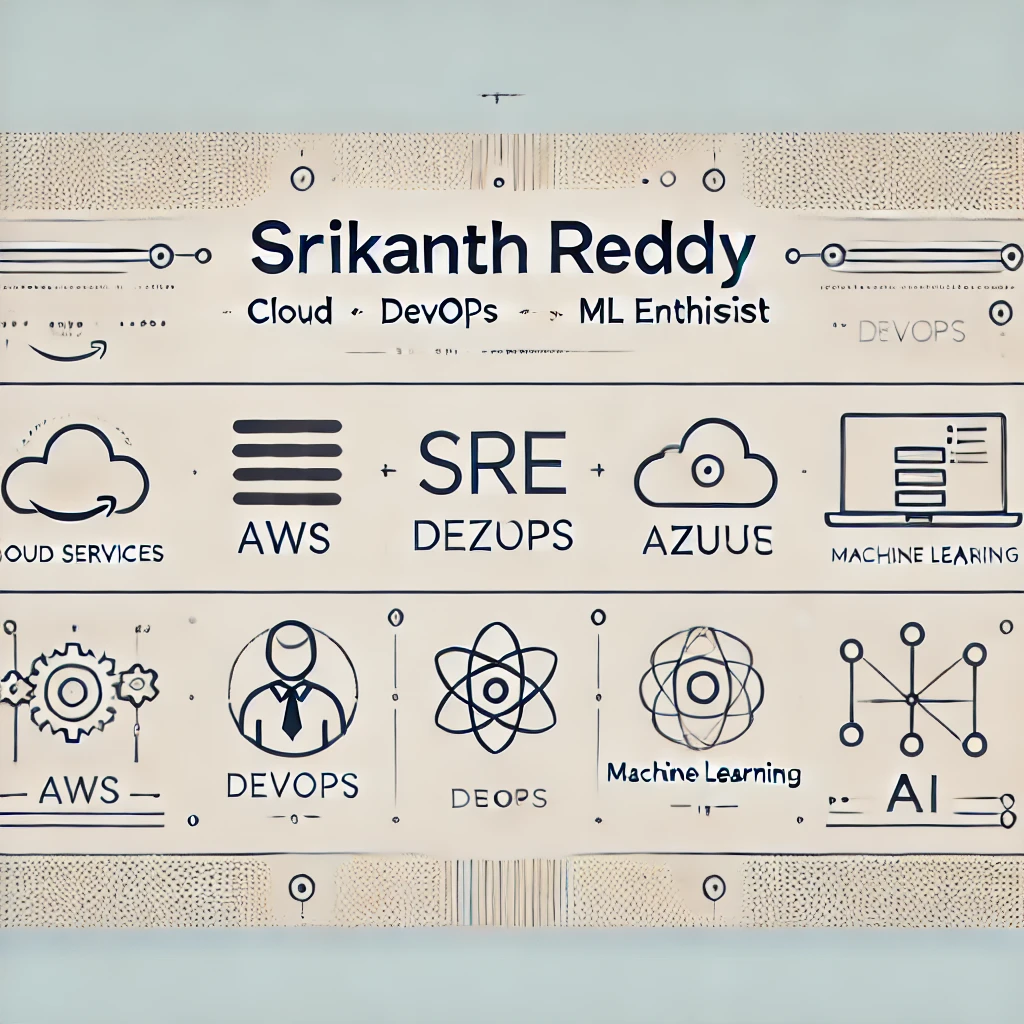 Srikanth Reddy
Cloud · DevOPs · ML Enthisist
DEVOPS
OUD SERVICES
AWS
SRE
DEZUPS
AZUUE
MACHINE LEARING
AWS
DEVOPS
DEOPS
Machine Learning
AI